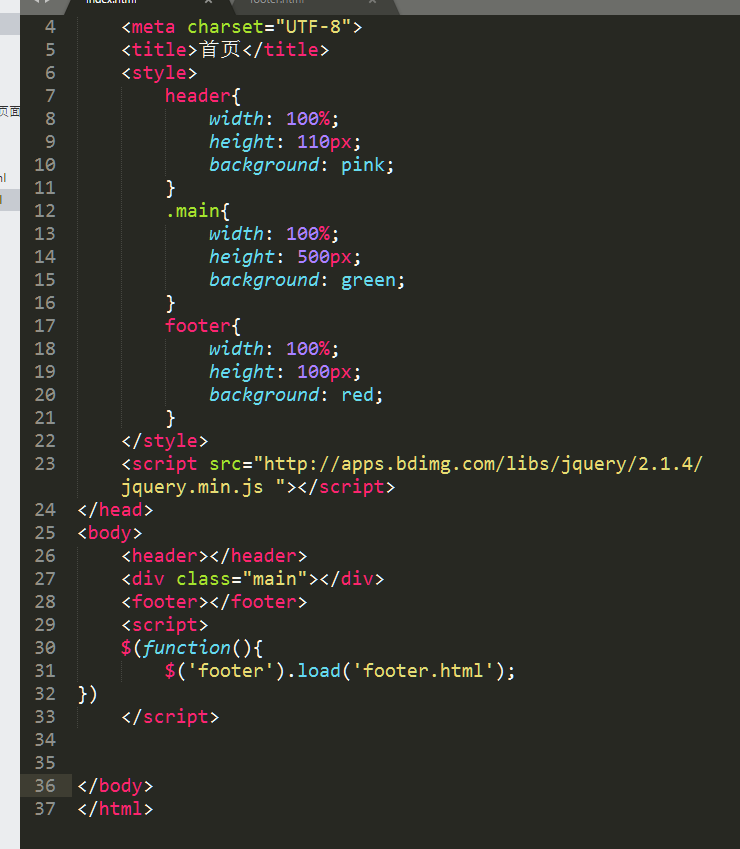 index.html footer.html
4 <meta charset="UTF-8">
5 <title>首页</title>
6 <style>
7 header{
8 width: 100%;
9 height: 110px;
10 background: pink;
11 }
12 .main{
13 width: 100%;
14 height: 500px;
15 background: green;
16 }
17 footer{
18 width: 100%;
19 height: 100px;
20 background: red;
21 }
22 </style>
23 <script src="http://apps.bdimg.com/libs/jquery/2.1.4/
jquery.min.js "></script>
24 </head>
25 <body>
26 <header></header>
27 <div class="main"></div>
28 <footer></footer>
29 <script>
30 $(function(){
31 $('footer').load('footer.html');
32 })
33 </script>
34
35
36 </body>
37 </html>
页面